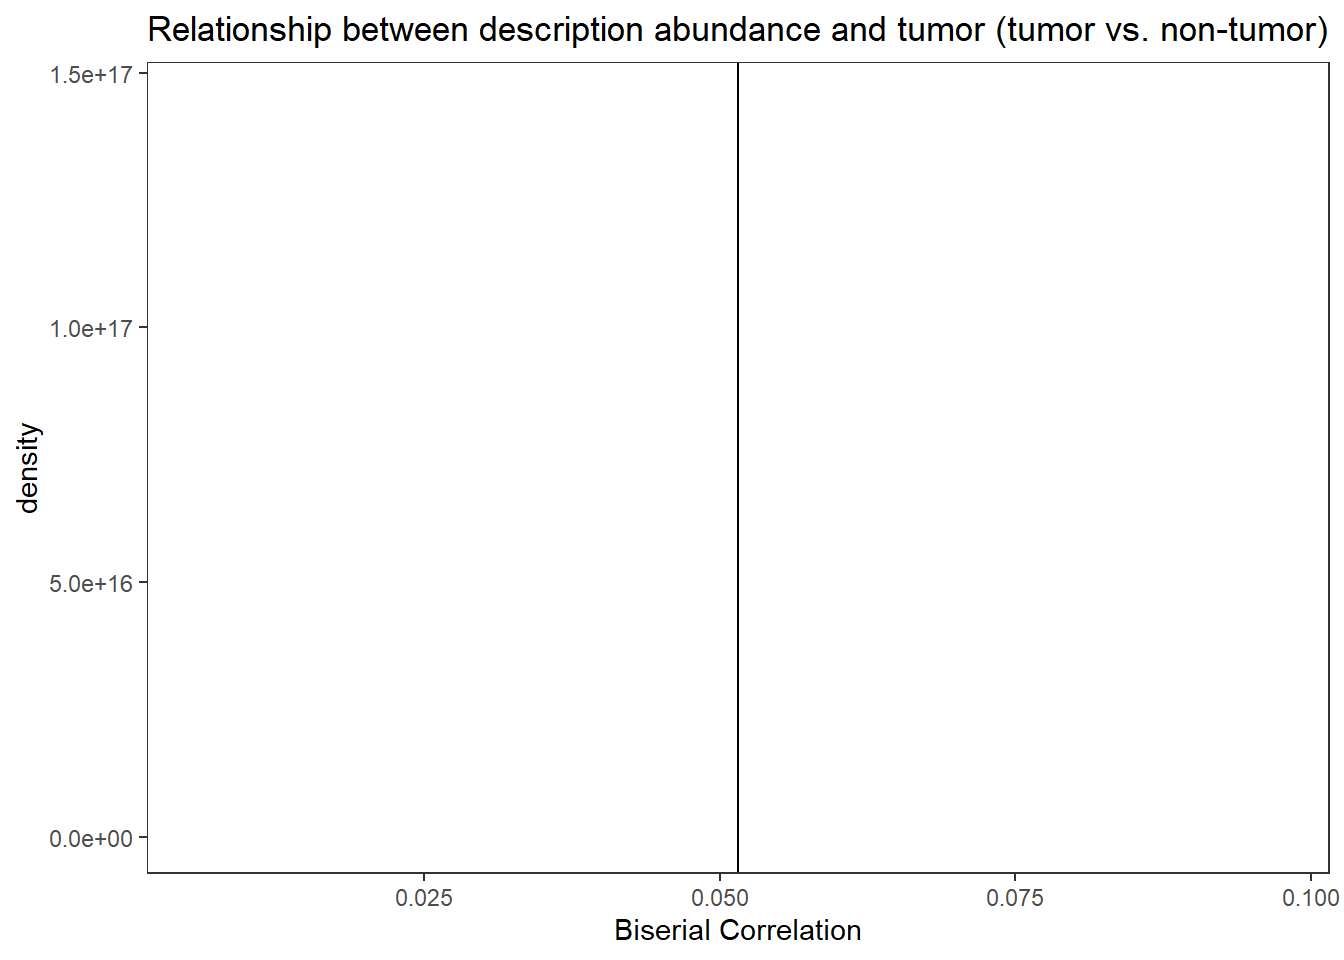 Relationship between description abundance and tumor (tumor vs. non-tumor)
1.5e+17
1.0e+17
5.0e+16
0.0e+00
density
0.025 0.050 0.075 0.100
Biserial Correlation